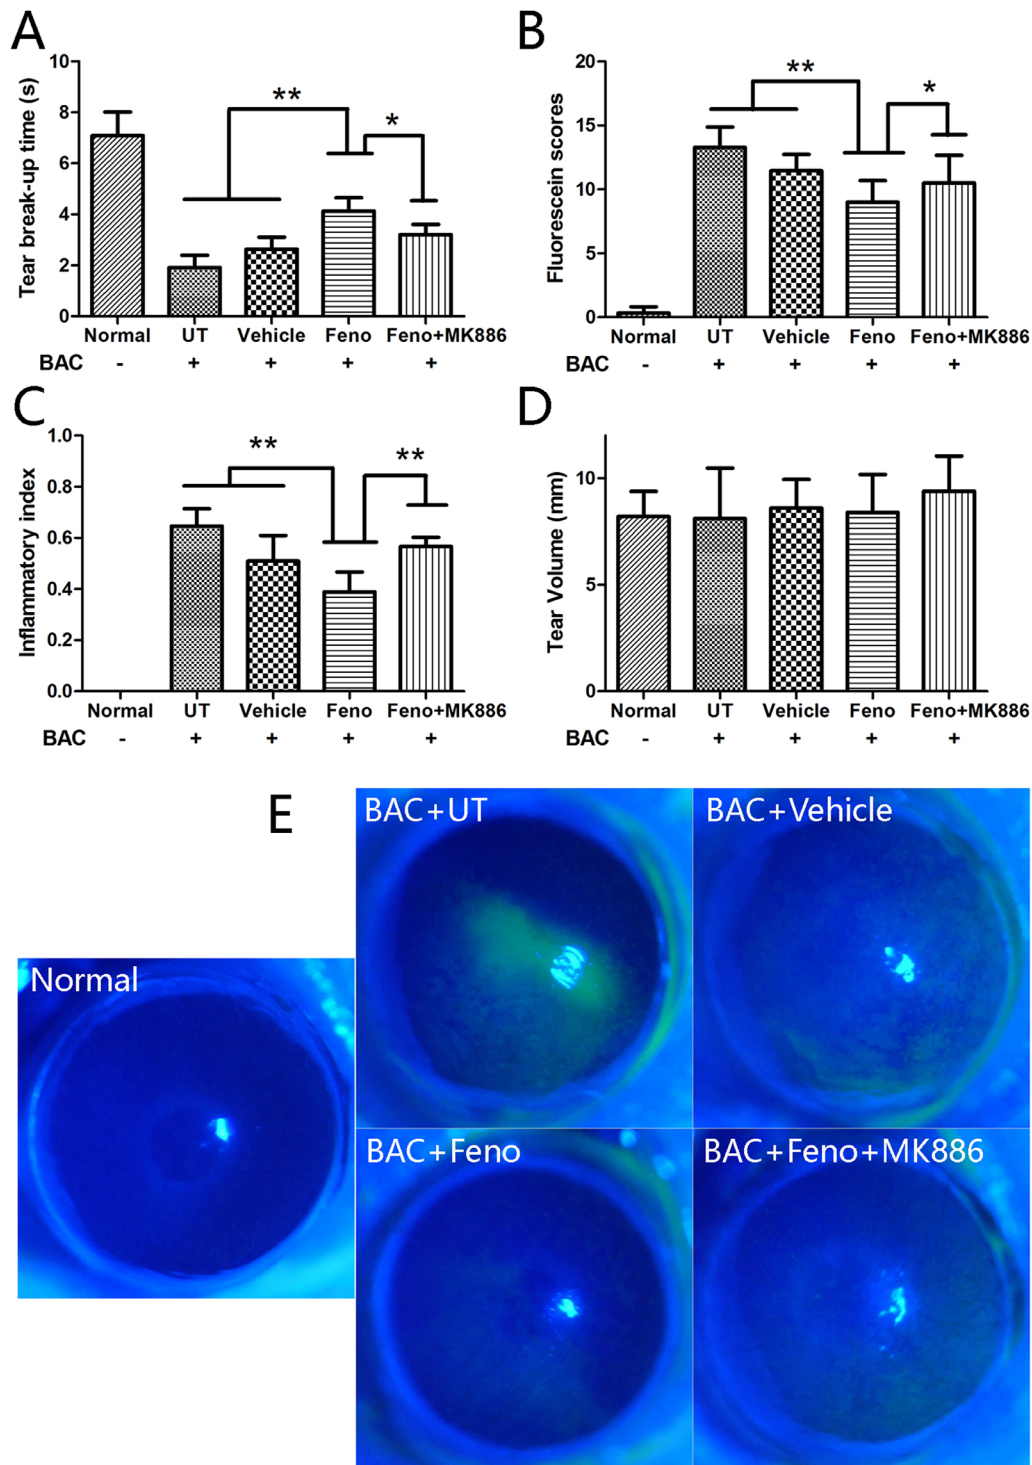 A
B
Tear break-up time (s)
10
8
6
4
2
0
**
*
Normal UT Vehicle Feno Feno+MK886
BAC - + + + +
Fluorescein scores
20
15
10
5
0
**
*
Normal UT Vehicle Feno Feno+MK886
BAC - + + + +
C
D
Inflammatory index
1.0
0.8
0.6
0.4
0.2
0.0
**
**
Normal UT Vehicle Feno Feno+MK886
BAC - + + + +
Tear Volume (mm)
10
5
0
Normal UT Vehicle Feno Feno+MK886
BAC - + + + +
E
Normal
BAC+UT
BAC+Vehicle
BAC+Feno
BAC+Feno+MK886